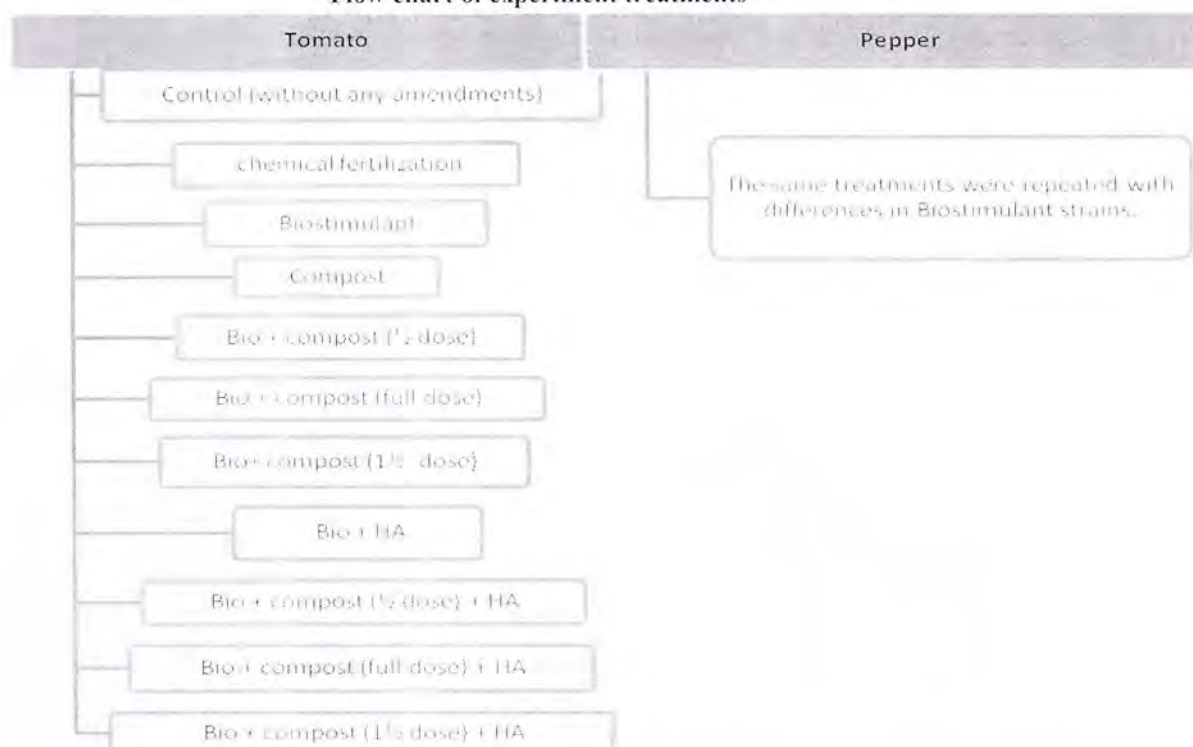 Flow chart of experiment treatments
Tomato
Control (without any amendments)
chemical fertilization
Biostimulant
Compost
Bio + compost (½ dose)
Bio + compost (full dose)
Bio+ compost (1½ dose)
Bio + HA
Bio + compost (½ dose) + HA
Bio + compost (full dose) + HA
Bio + compost (1½ dose) + HA
Pepper
The same treatments were repeated with
differences in Biostimulant strains.